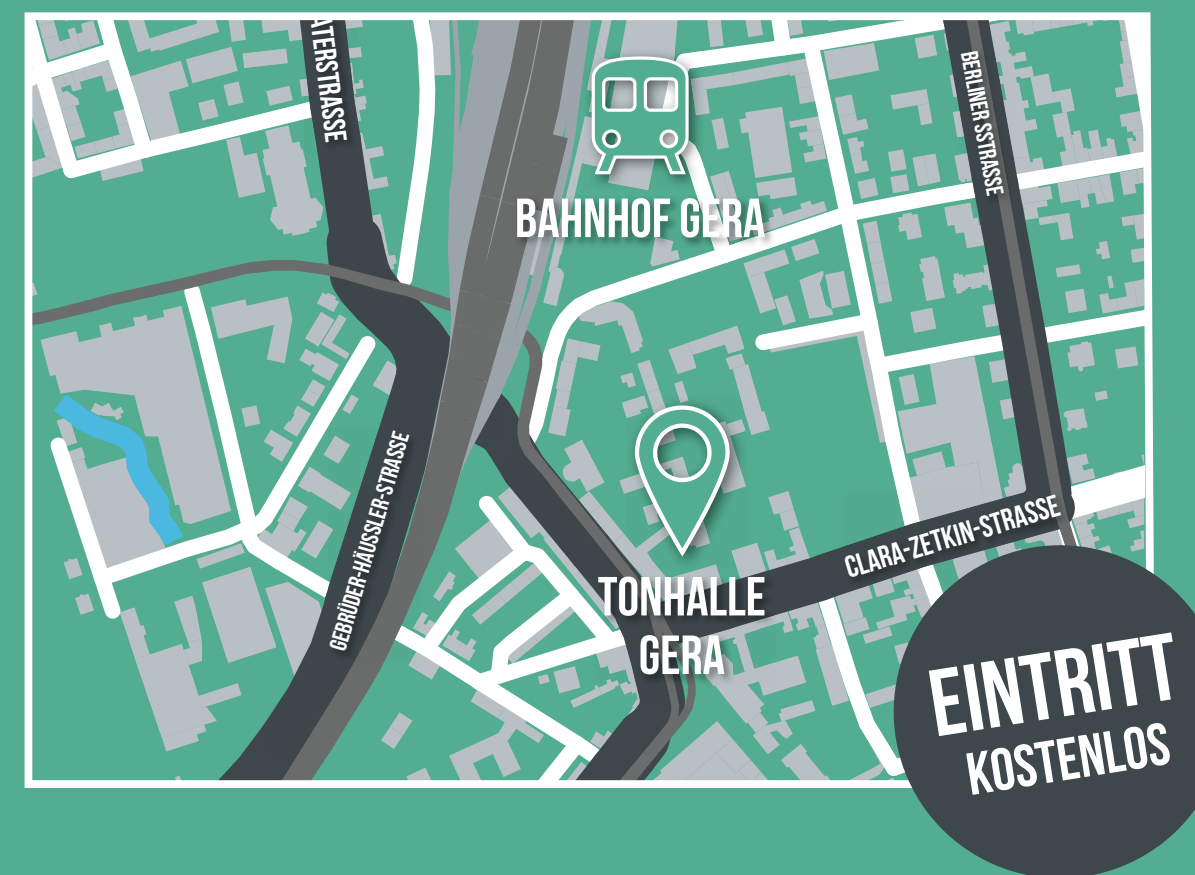 ATERSTRASSE
BERLINER SSTRASSE
BAHNHOF GERA
GEBRÜDER-HÄUSSLER-STRASSE
CLARA-ZETKIN-STRASSE
TONHALLE
GERA
EINTRITT
KOSTENLOS